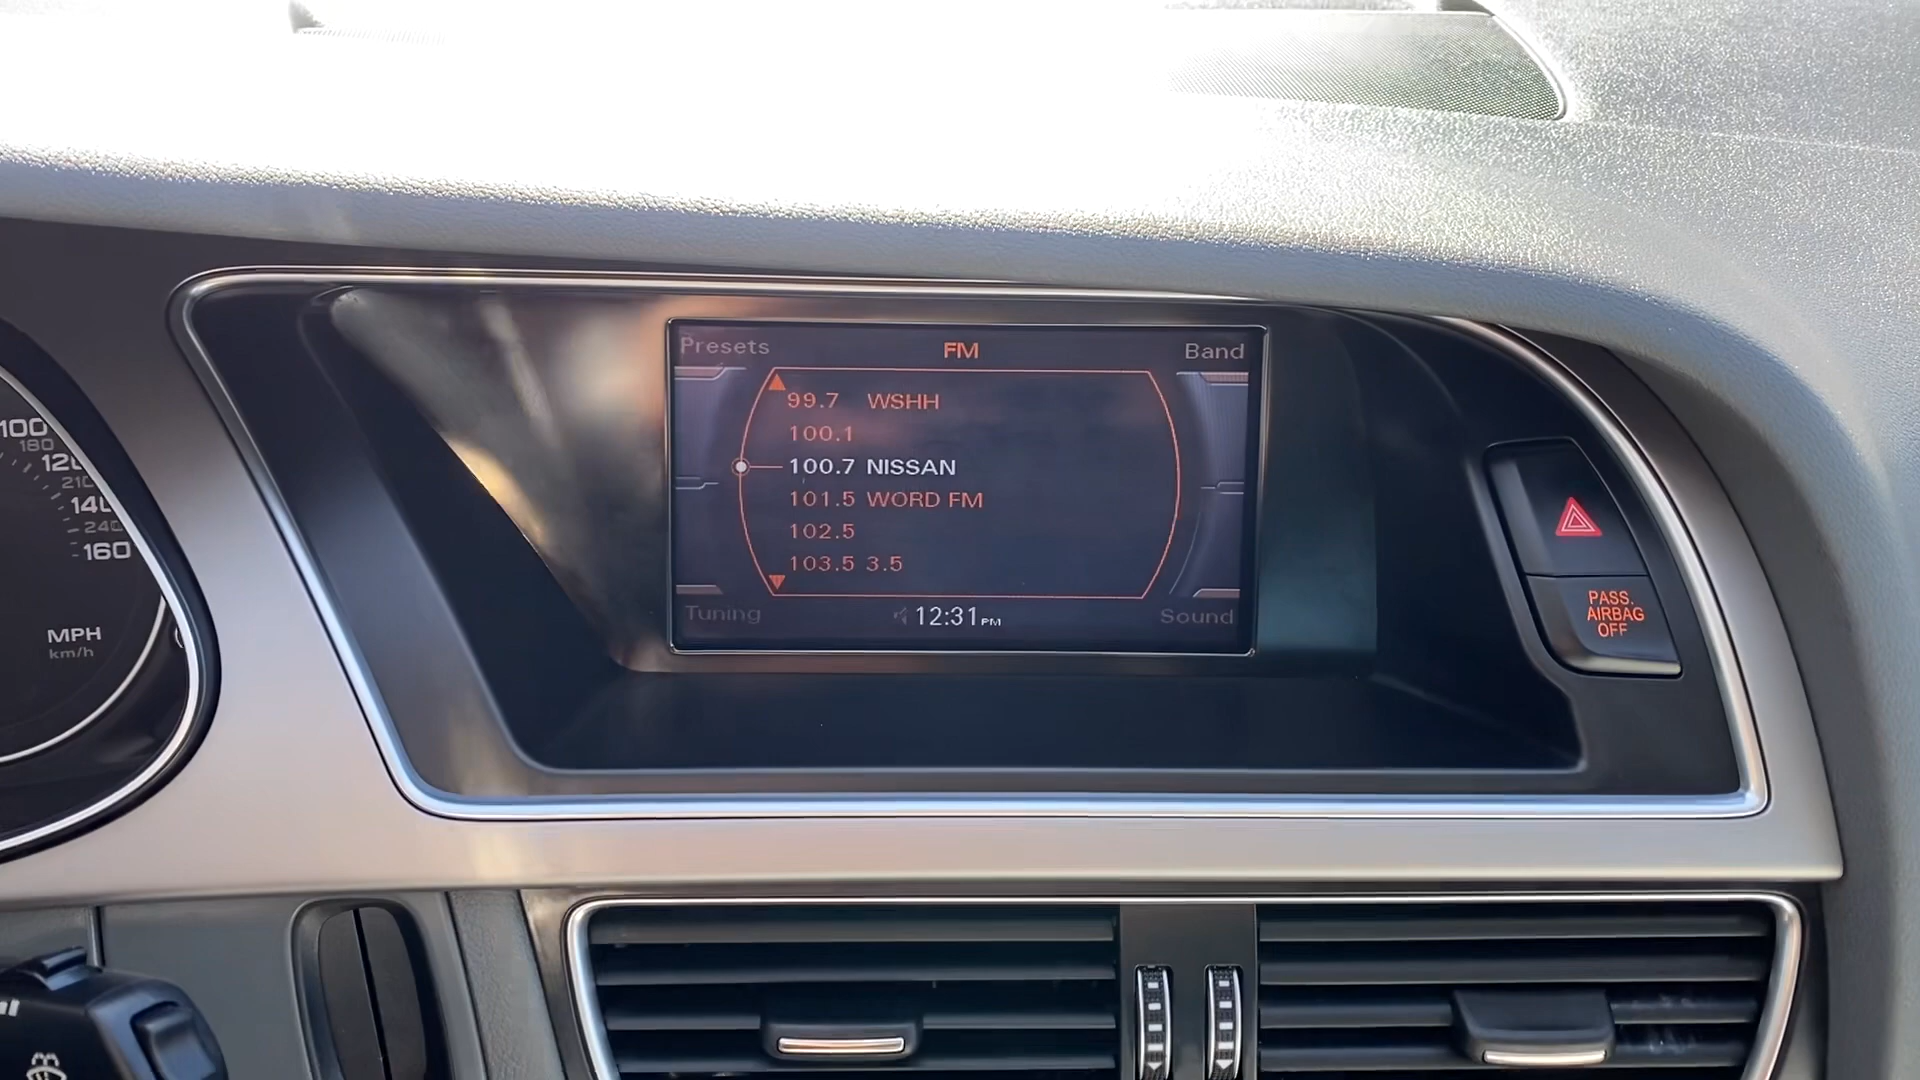 Presets FM Band
99.7 WSHH
100.1
100.7 NISSAN
101.5 WORD FM
102.5
103.5 3.5
Tuning 12:31 PM Sound
PASS.
AIRBAG
OFF
100
180
120
210
140
240
160
MPH
km/h